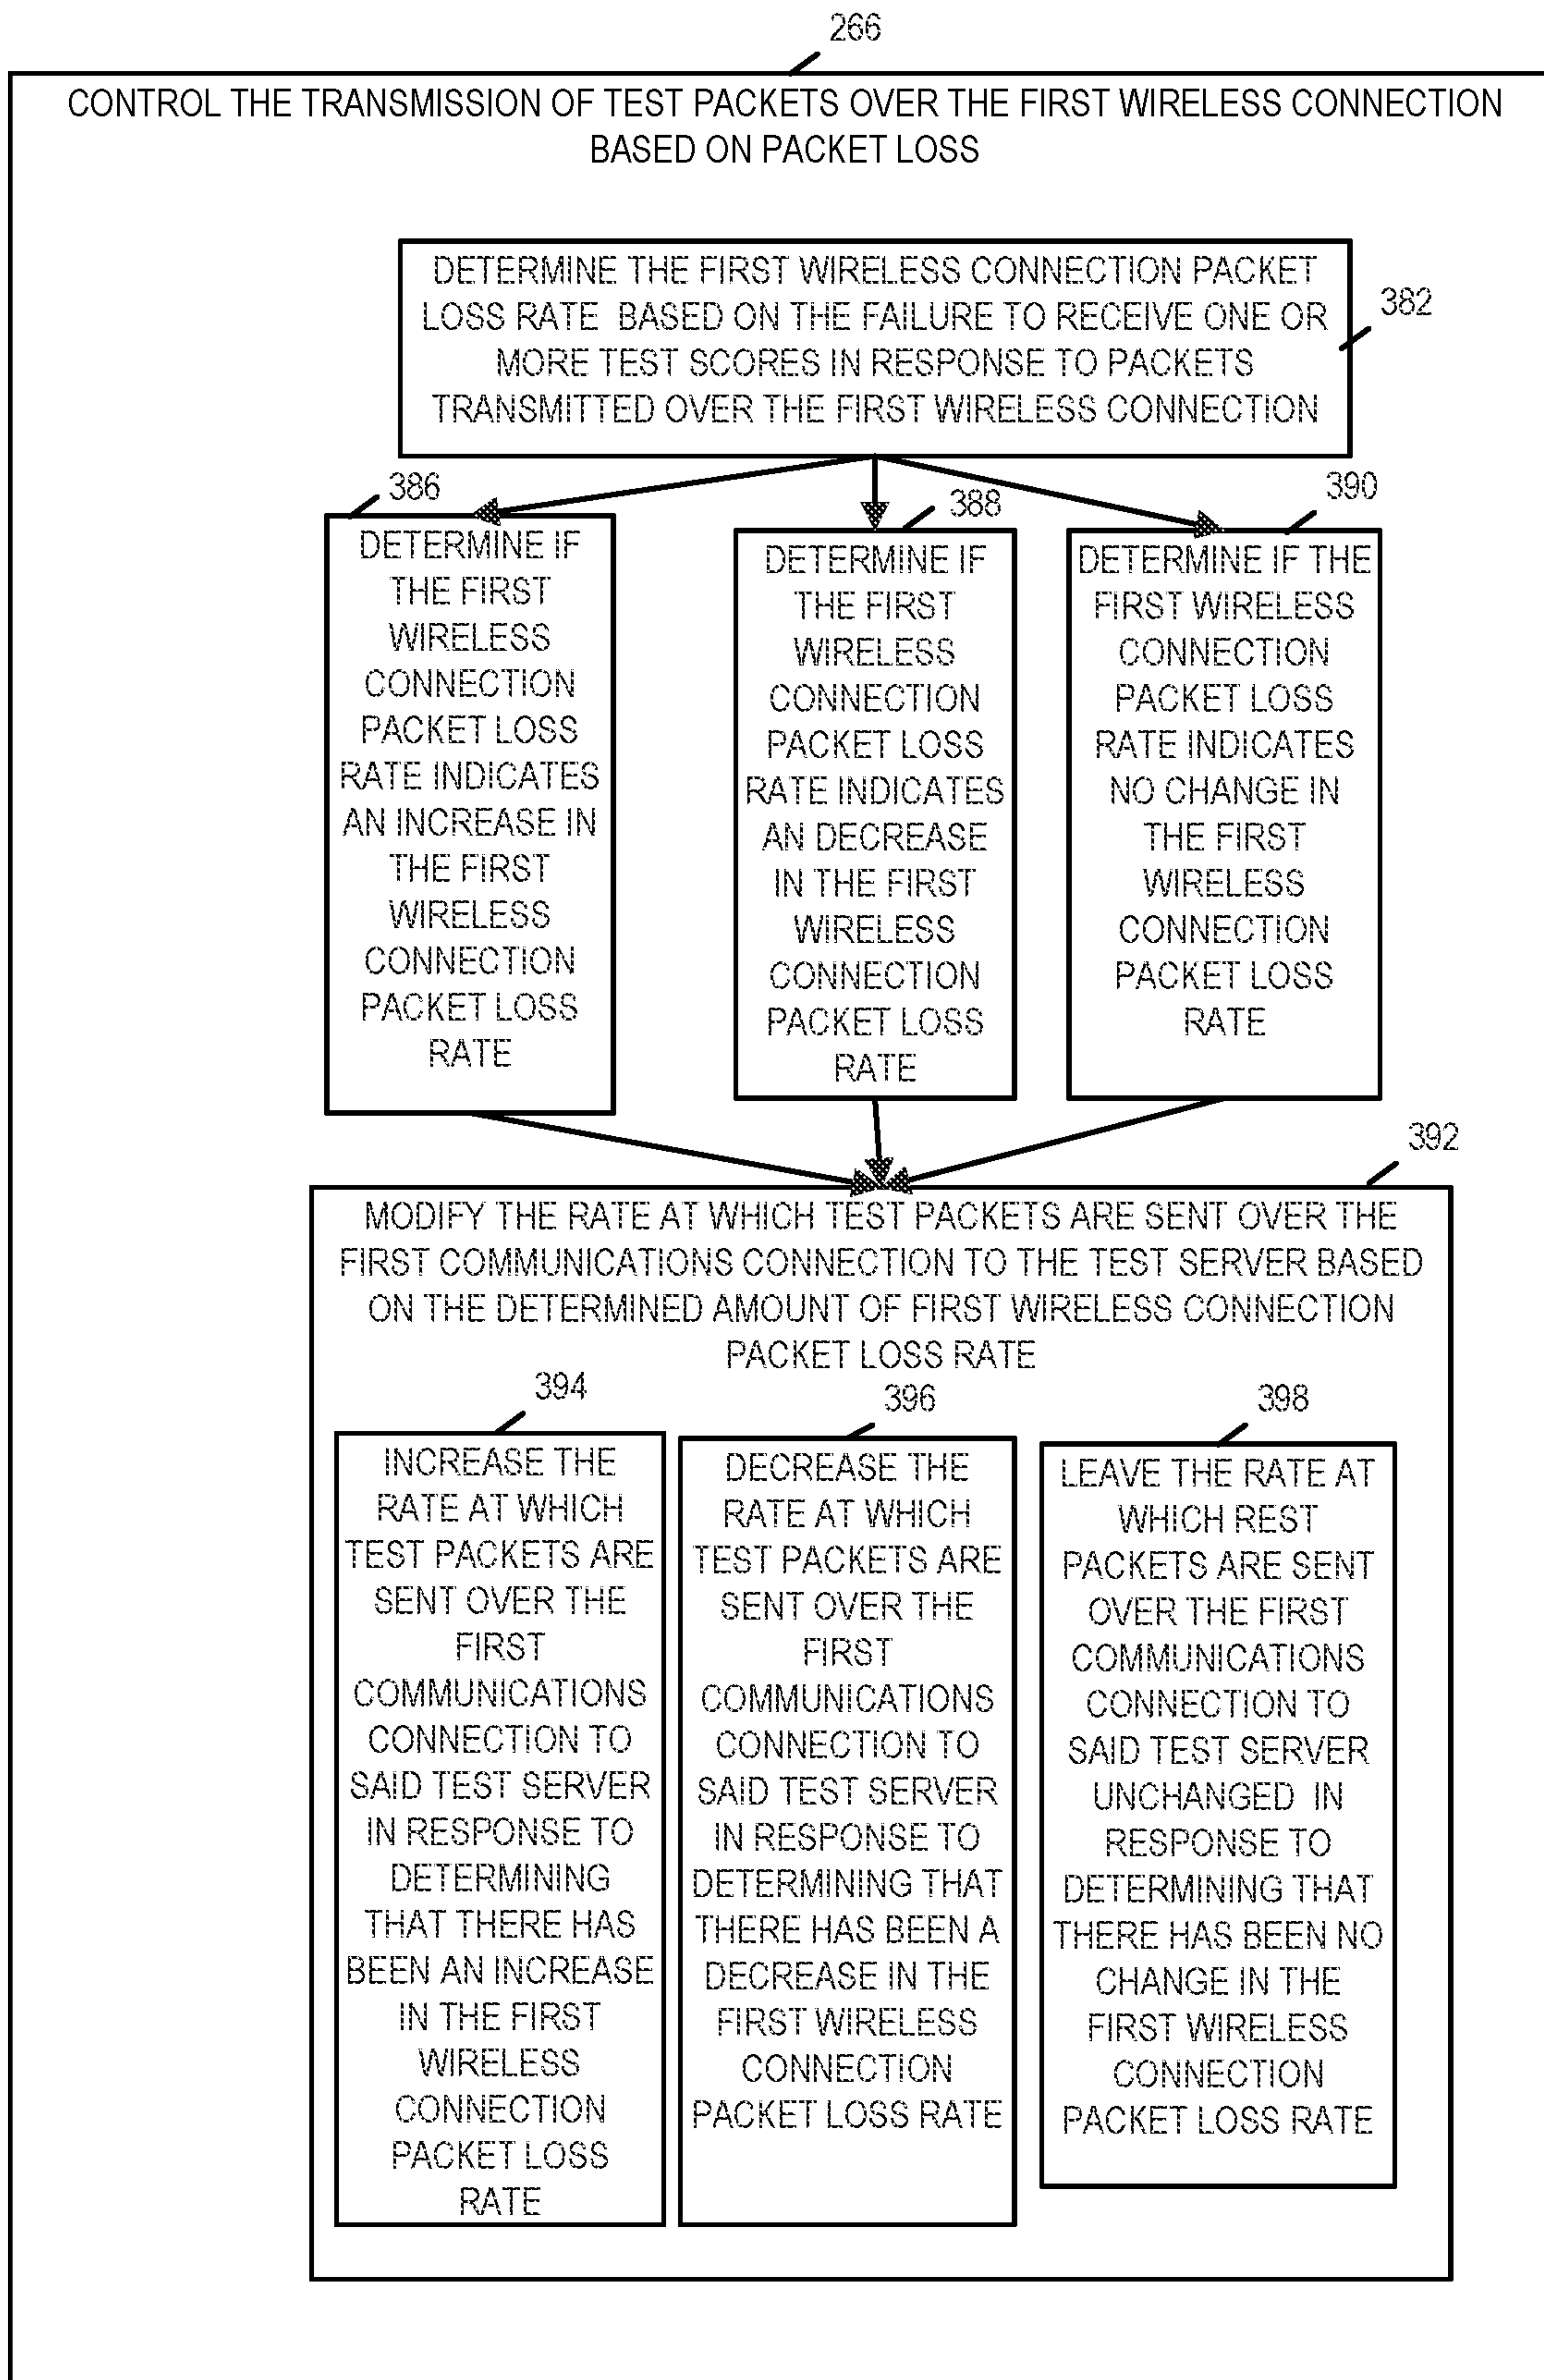 266
CONTROL THE TRANSMISSION OF TEST PACKETS OVER THE FIRST WIRELESS CONNECTION
BASED ON PACKET LOSS
DETERMINE THE FIRST WIRELESS CONNECTION PACKET
LOSS RATE BASED ON THE FAILURE TO RECEIVE ONE OR
MORE TEST SCORES IN RESPONSE TO PACKETS
TRANSMITTED OVER THE FIRST WIRELESS CONNECTION
382
386
DETERMINE IF
THE FIRST
WIRELESS
CONNECTION
PACKET LOSS
RATE INDICATES
AN INCREASE IN
THE FIRST
WIRELESS
CONNECTION
PACKET LOSS
RATE
388
DETERMINE IF
THE FIRST
WIRELESS
CONNECTION
PACKET LOSS
RATE INDICATES
AN DECREASE
IN THE FIRST
WIRELESS
CONNECTION
PACKET LOSS
RATE
390
DETERMINE IF THE
FIRST WIRELESS
CONNECTION
PACKET LOSS
RATE INDICATES
NO CHANGE IN
THE FIRST
WIRELESS
CONNECTION
PACKET LOSS
RATE
392
MODIFY THE RATE AT WHICH TEST PACKETS ARE SENT OVER THE
FIRST COMMUNICATIONS CONNECTION TO THE TEST SERVER BASED
ON THE DETERMINED AMOUNT OF FIRST WIRELESS CONNECTION
PACKET LOSS RATE
394
INCREASE THE
RATE AT WHICH
TEST PACKETS ARE
SENT OVER THE
FIRST
COMMUNICATIONS
CONNECTION TO
SAID TEST SERVER
IN RESPONSE TO
DETERMINING
THAT THERE HAS
BEEN AN INCREASE
IN THE FIRST
WIRELESS
CONNECTION
PACKET LOSS
RATE
396
DECREASE THE
RATE AT WHICH
TEST PACKETS ARE
SENT OVER THE
FIRST
COMMUNICATIONS
CONNECTION TO
SAID TEST SERVER
IN RESPONSE TO
DETERMINING THAT
THERE HAS BEEN A
DECREASE IN THE
FIRST WIRELESS
CONNECTION
PACKET LOSS RATE
398
LEAVE THE RATE AT
WHICH REST
PACKETS ARE SENT
OVER THE FIRST
COMMUNICATIONS
CONNECTION TO
SAID TEST SERVER
UNCHANGED IN
RESPONSE TO
DETERMINING THAT
THERE HAS BEEN NO
CHANGE IN THE
FIRST WIRELESS
CONNECTION
PACKET LOSS RATE